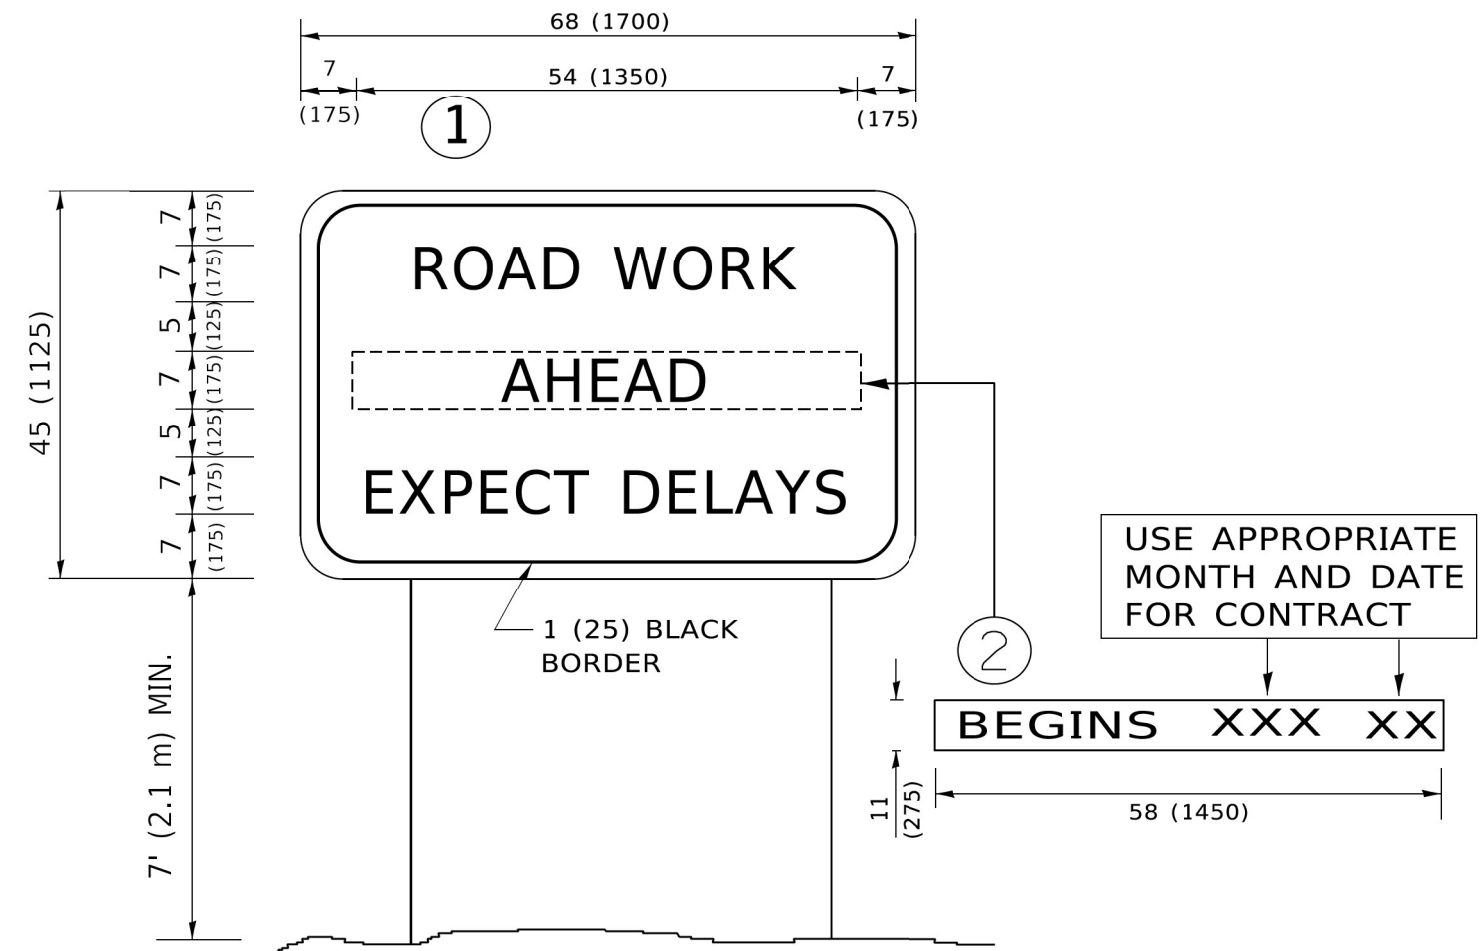 68 (1700)
7 54 (1350) 7
(175) (175)
1
7 (175)
7 (175)
5 (125)
7 (175)
5 (125)
7 (175)
7 (175)
45 (1125)
ROAD WORK
AHEAD
EXPECT DELAYS
1 (25) BLACK
BORDER
7' (2.1 m) MIN.
2
USE APPROPRIATE
MONTH AND DATE
FOR CONTRACT
BEGINS XXX XX
11
(275)
58 (1450)